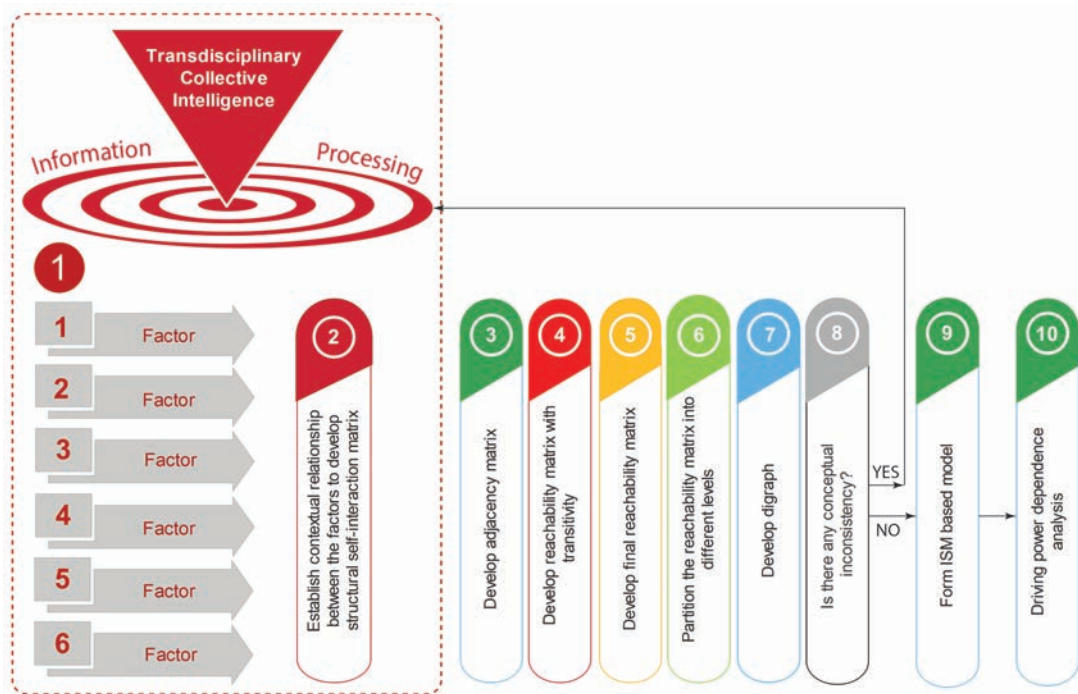 Transdisciplinary
Collective
Intelligence
Information Processing
1
1 Factor
2 Factor
3 Factor
4 Factor
5 Factor
6 Factor
2
Establish contextual relationship
between the factors to develop
structural self-interaction matrix
3
Develop adjacency matrix
4
Develop reachability matrix with
transitivity
5
Develop final reachability matrix
6
Partition the reachability matrix into
different levels
7
Develop digraph
8
Is there any conceptual
inconsistency?
YES
NO
9
Form ISM based model
10
Driving power dependence
analysis